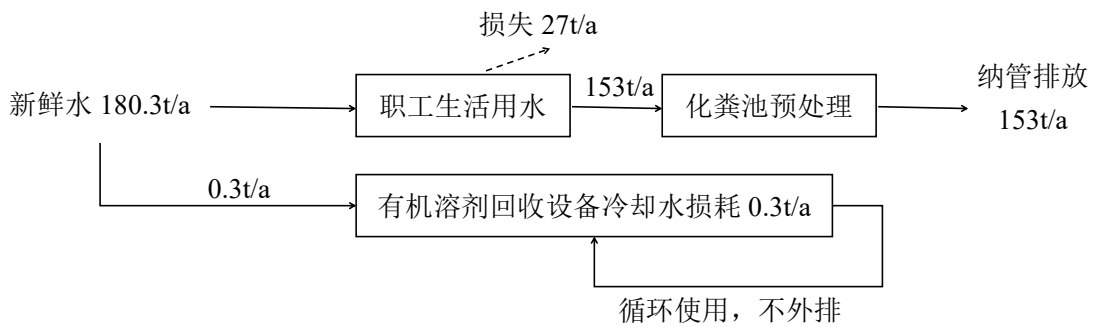 损失 27t/a
新鲜水 180.3t/a
职工生活用水
153t/a
化粪池预处理
纳管排放
153t/a
0.3t/a
有机溶剂回收设备冷却水损耗 0.3t/a
循环使用，不外排